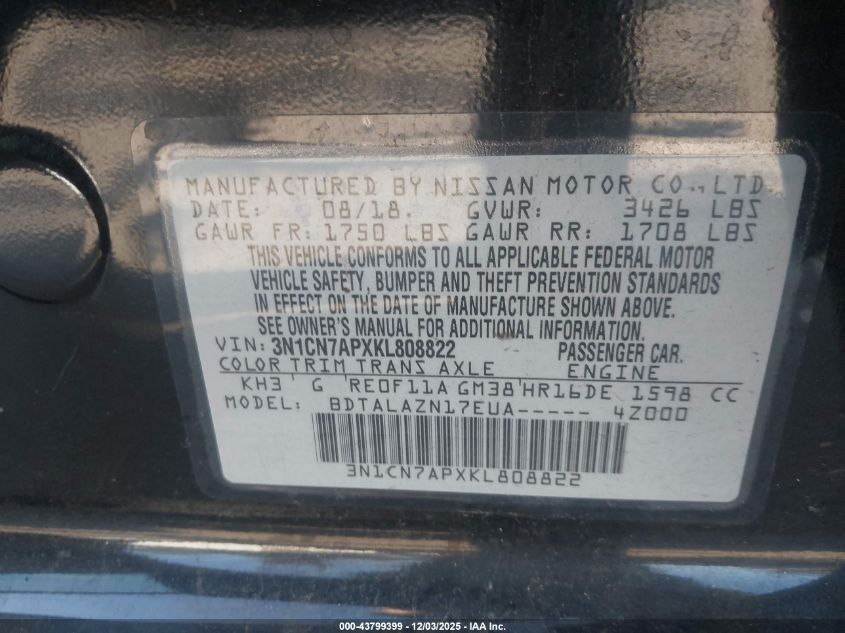 MANUFACTURED BY NISSAN MOTOR CO., LTD.
DATE: 08/18. GVWR: 3426 LBS
GAWR FR: 1750 LBS GAWR RR: 1708 LBS
THIS VEHICLE CONFORMS TO ALL APPLICABLE FEDERAL MOTOR
VEHICLE SAFETY, BUMPER AND THEFT PREVENTION STANDARDS
IN EFFECT ON THE DATE OF MANUFACTURE SHOWN ABOVE.
SEE OWNER'S MANUAL FOR ADDITIONAL INFORMATION.
VIN: 3N1CN7APXKL808822 PASSENGER CAR.
COLOR TRIM TRANS AXLE ENGINE
KH3 G RE0F11A GM38 HR16DE 1598 CC
MODEL: BDTALAZN17EUA----- 4Z000
3N1CN7APXKL808822
000-43799399 - 12/03/2025 - © IAA Inc.